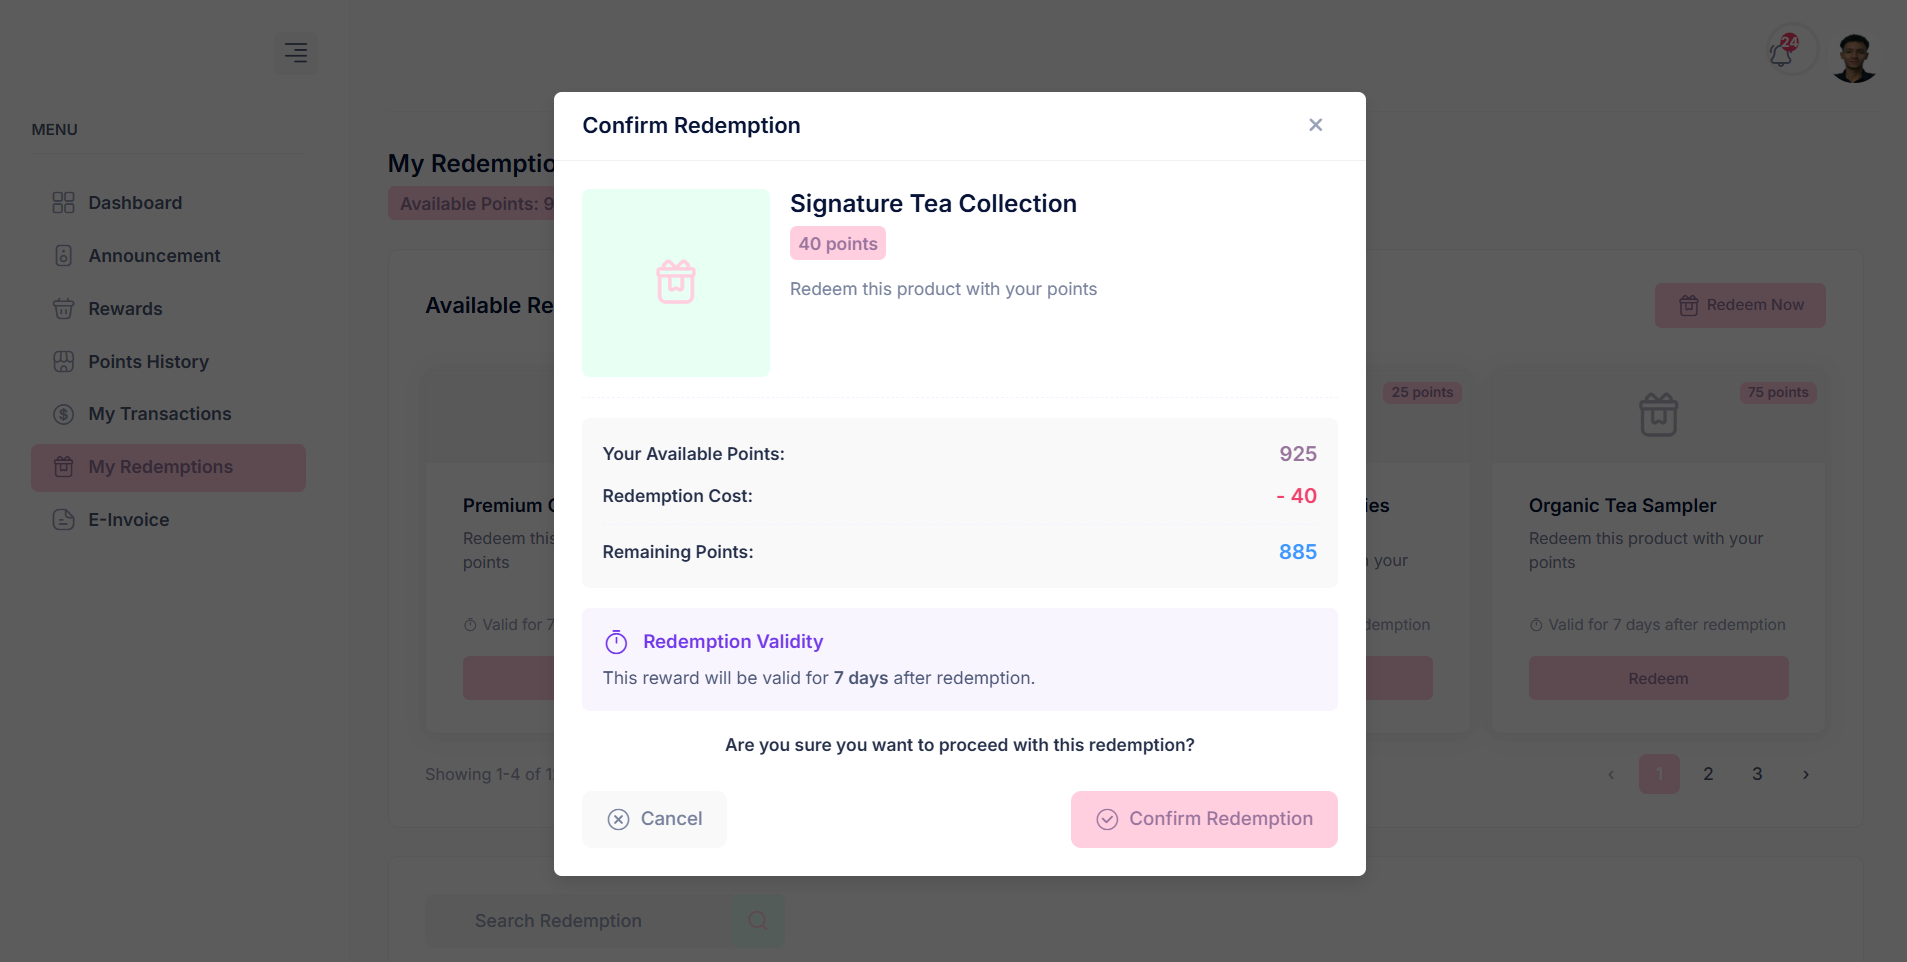 24
MENU
Dashboard
Announcement
Rewards
Points History
My Transactions
My Redemptions
E-Invoice
My Redemptio
Available Points: 9
Available Re
Redeem Now
Premium
Redeem this
points
Valid for 7
25 points
ies
your
demption
75 points
Organic Tea Sampler
Redeem this product with your
points
Valid for 7 days after redemption
Redeem
Showing 1-4 of 1
1 2 3
Search Redemption
Confirm Redemption
Signature Tea Collection
40 points
Redeem this product with your points
Your Available Points: 925
Redemption Cost: - 40
Remaining Points: 885
Redemption Validity
This reward will be valid for 7 days after redemption.
Are you sure you want to proceed with this redemption?
Cancel
Confirm Redemption